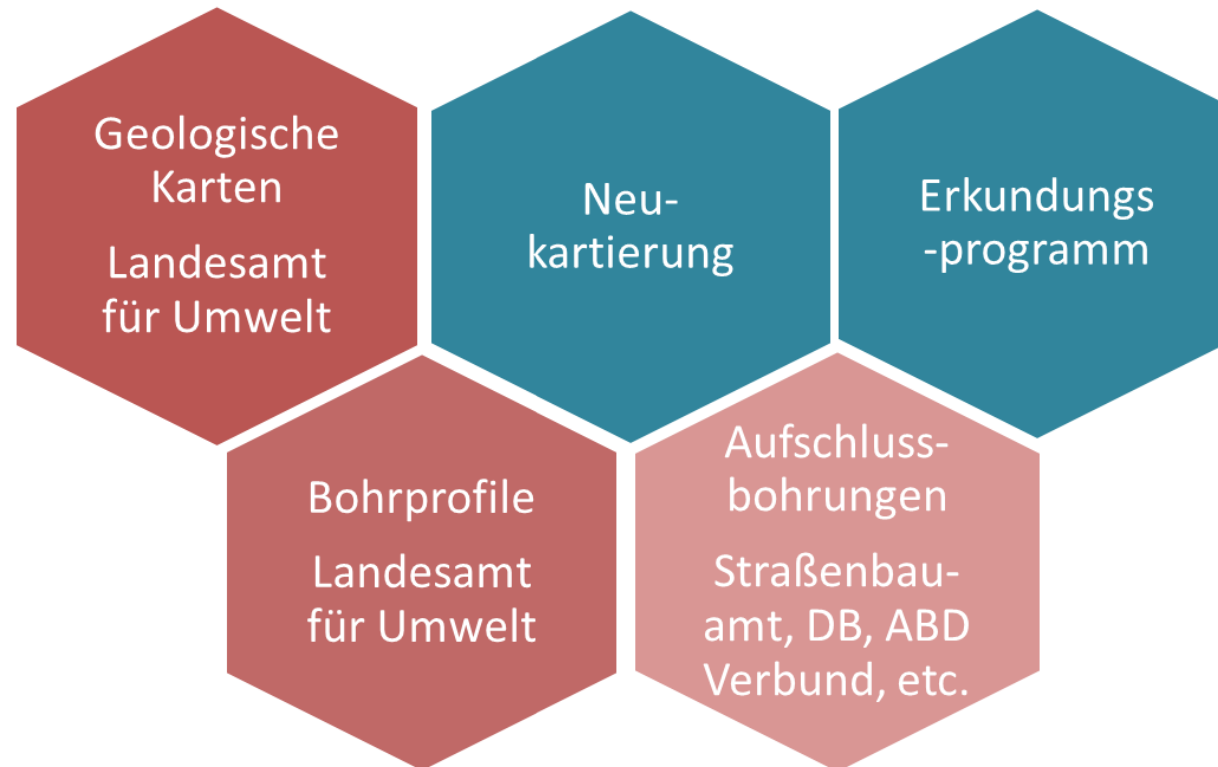 Geologische
Karten
Landesamt
für Umwelt
Neu-
kartierung
Erkundungs
-programm
Bohrprofile
Landesamt
für Umwelt
Aufschluss-
bohrungen
Straßenbau-
amt, DB, ABD
Verbund, etc.